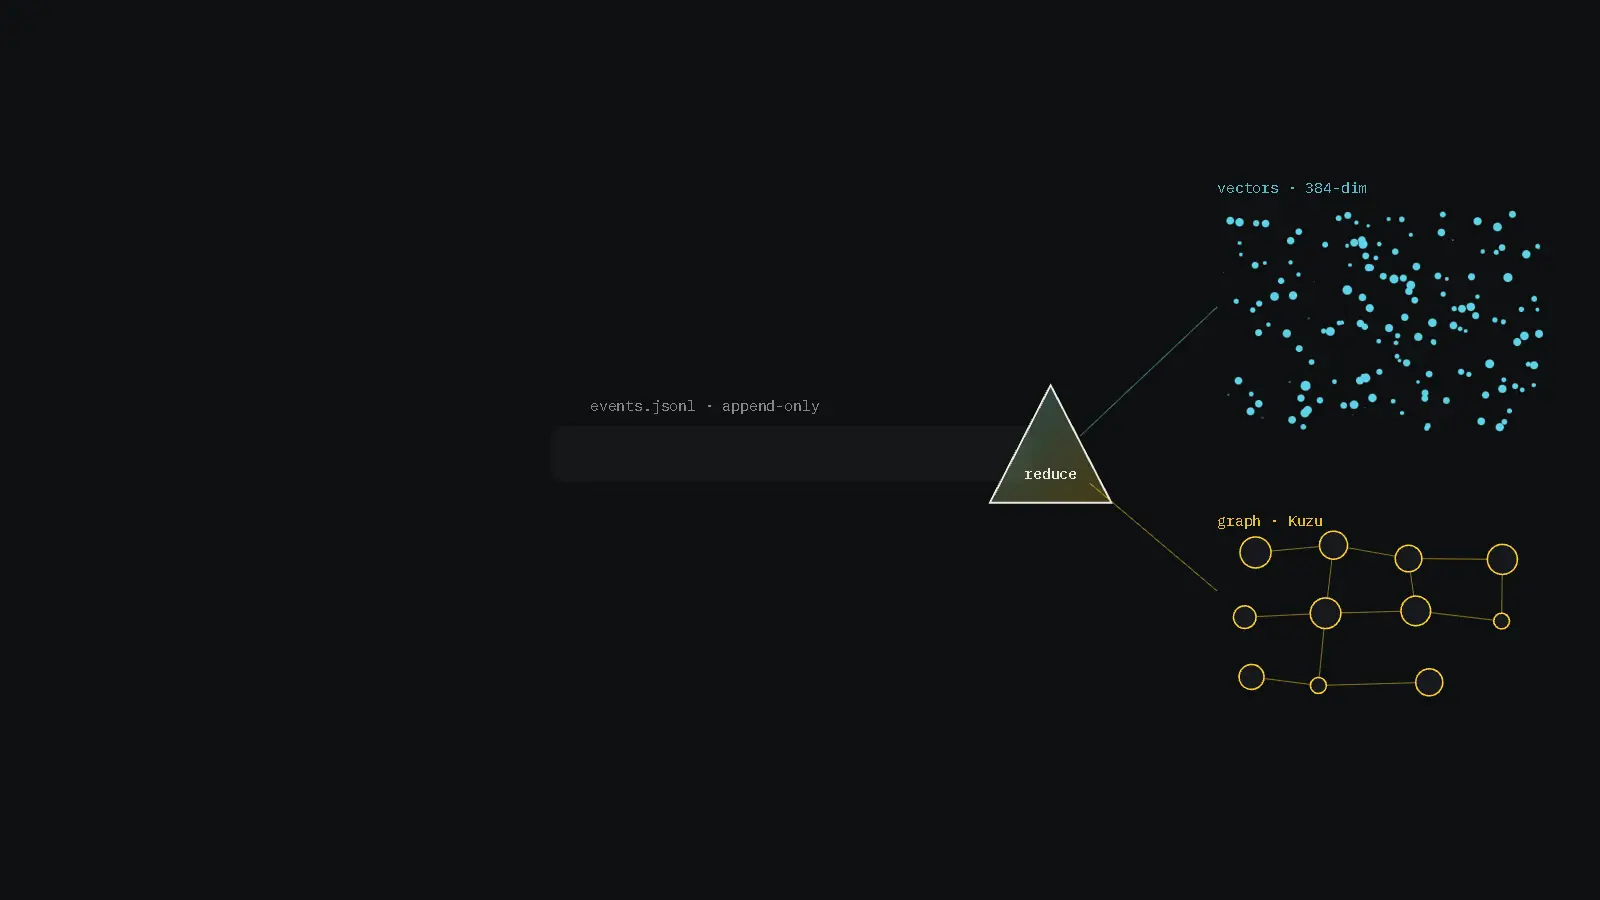 vectors · 384-dim
events.jsonl · append-only
reduce
graph · Kuzu